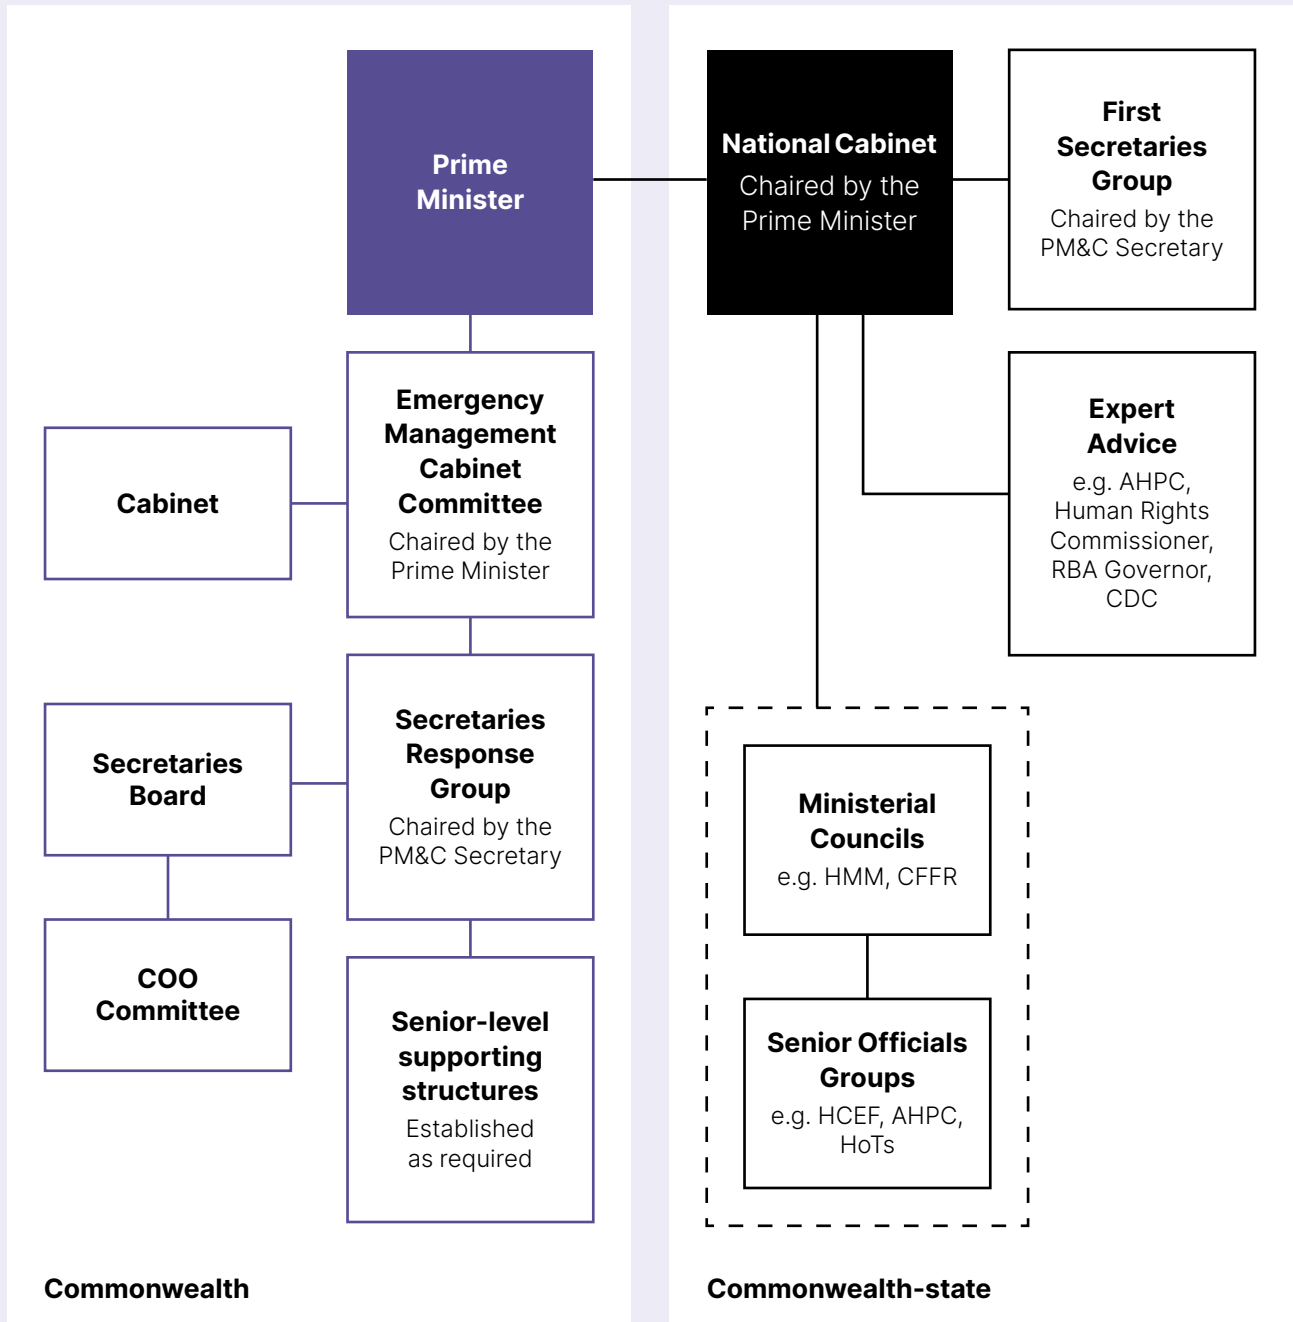 Prime
Minister
Emergency
Management
Cabinet
Committee
Chaired by the
Prime Minister
Cabinet
Secretaries
Response
Group
Chaired by the
PM&C Secretary
Secretaries
Board
COO
Committee
Senior-level
supporting
structures
Established
as required
Commonwealth
National Cabinet
Chaired by the
Prime Minister
First
Secretaries
Group
Chaired by the
PM&C Secretary
Expert
Advice
e.g. AHPC,
Human Rights
Commissioner,
RBA Governor,
CDC
Ministerial
Councils
e.g. HMM, CFFR
Senior Officials
Groups
e.g. HCEF, AHPC,
HoTs
Commonwealth-state